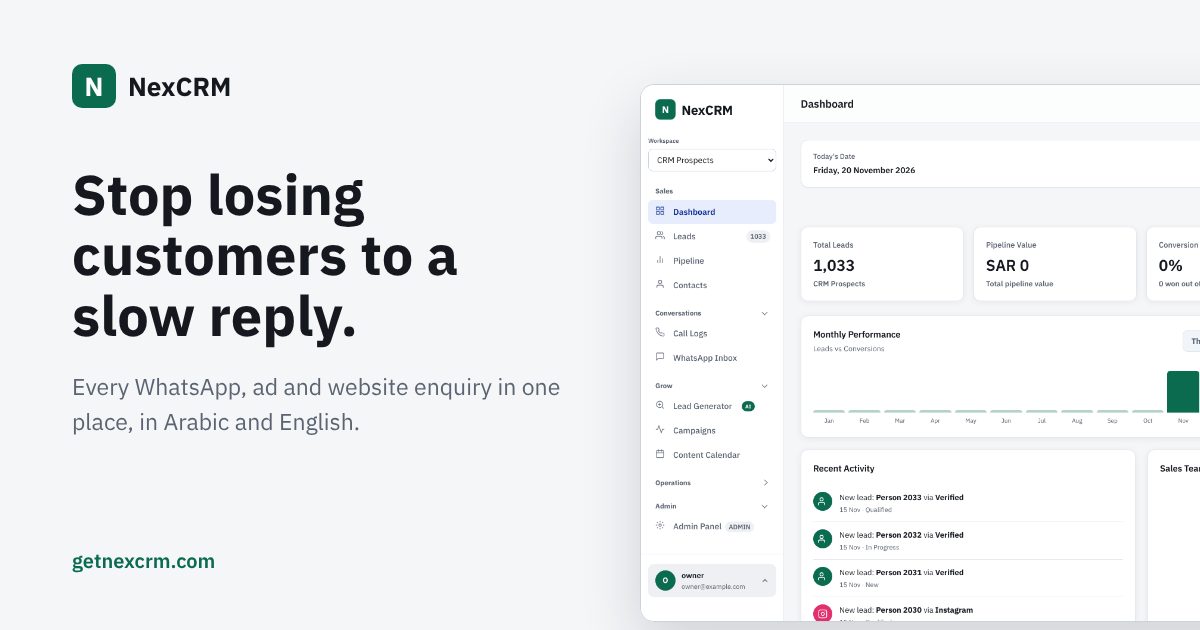 N NexCRM
Stop losing
customers to a
slow reply.
Every WhatsApp, ad and website enquiry in one
place, in Arabic and English.
getnexcrm.com
N NexCRM
Workspace
CRM Prospects
Sales
Dashboard
Leads 1033
Pipeline
Contacts
Conversations
Call Logs
WhatsApp Inbox
Grow
Lead Generator AI
Campaigns
Content Calendar
Operations
Admin
Admin Panel ADMIN
O owner
owner@example.com
Dashboard
Today's Date
Friday, 20 November 2026
Total Leads
1,033
CRM Prospects
Pipeline Value
SAR 0
Total pipeline value
Conversion
0%
0 won out
Monthly Performance
Leads vs Conversions
Jan Feb Mar Apr May Jun Jul Aug Sep Oct Nov
Recent Activity
New lead: Person 2033 via Verified
15 Nov · Qualified
New lead: Person 2032 via Verified
15 Nov · In Progress
New lead: Person 2031 via Verified
15 Nov · New
New lead: Person 2030 via Instagram
Sales